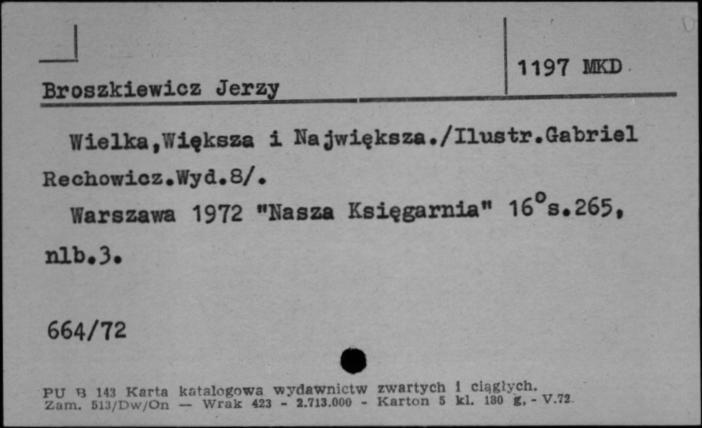 1197 MKD
Broszkiewicz Jerzy
Wielka,Większa i Największa./Ilustr.Gabriel
Rechowicz.Wyd.8/.
Warszawa 1972 "Nasza Księgarnia" 16°s.265,
nlb.3.
664/72
PU B 143 Karta katalogowa wydawnictw zwartych i ciągłych.
Zam. 513/Dw/On — Wrak 423 - 2.713.000 - Karton 5 kl. 180 g. - V.72